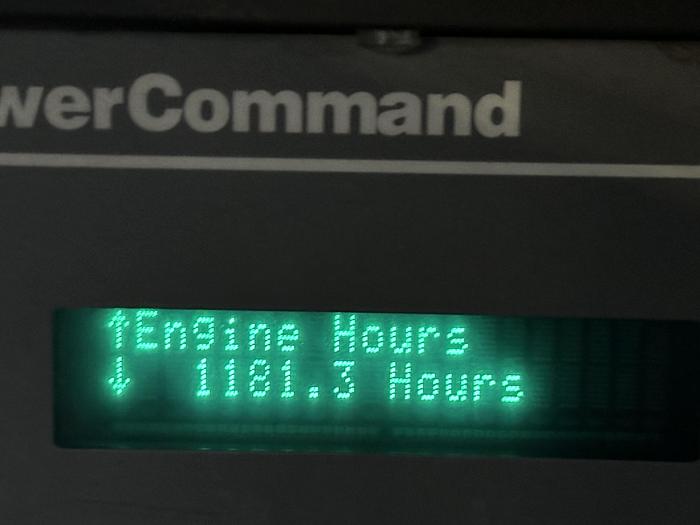 werCommand
↑Engine Hours
↓ 1181.3 Hours